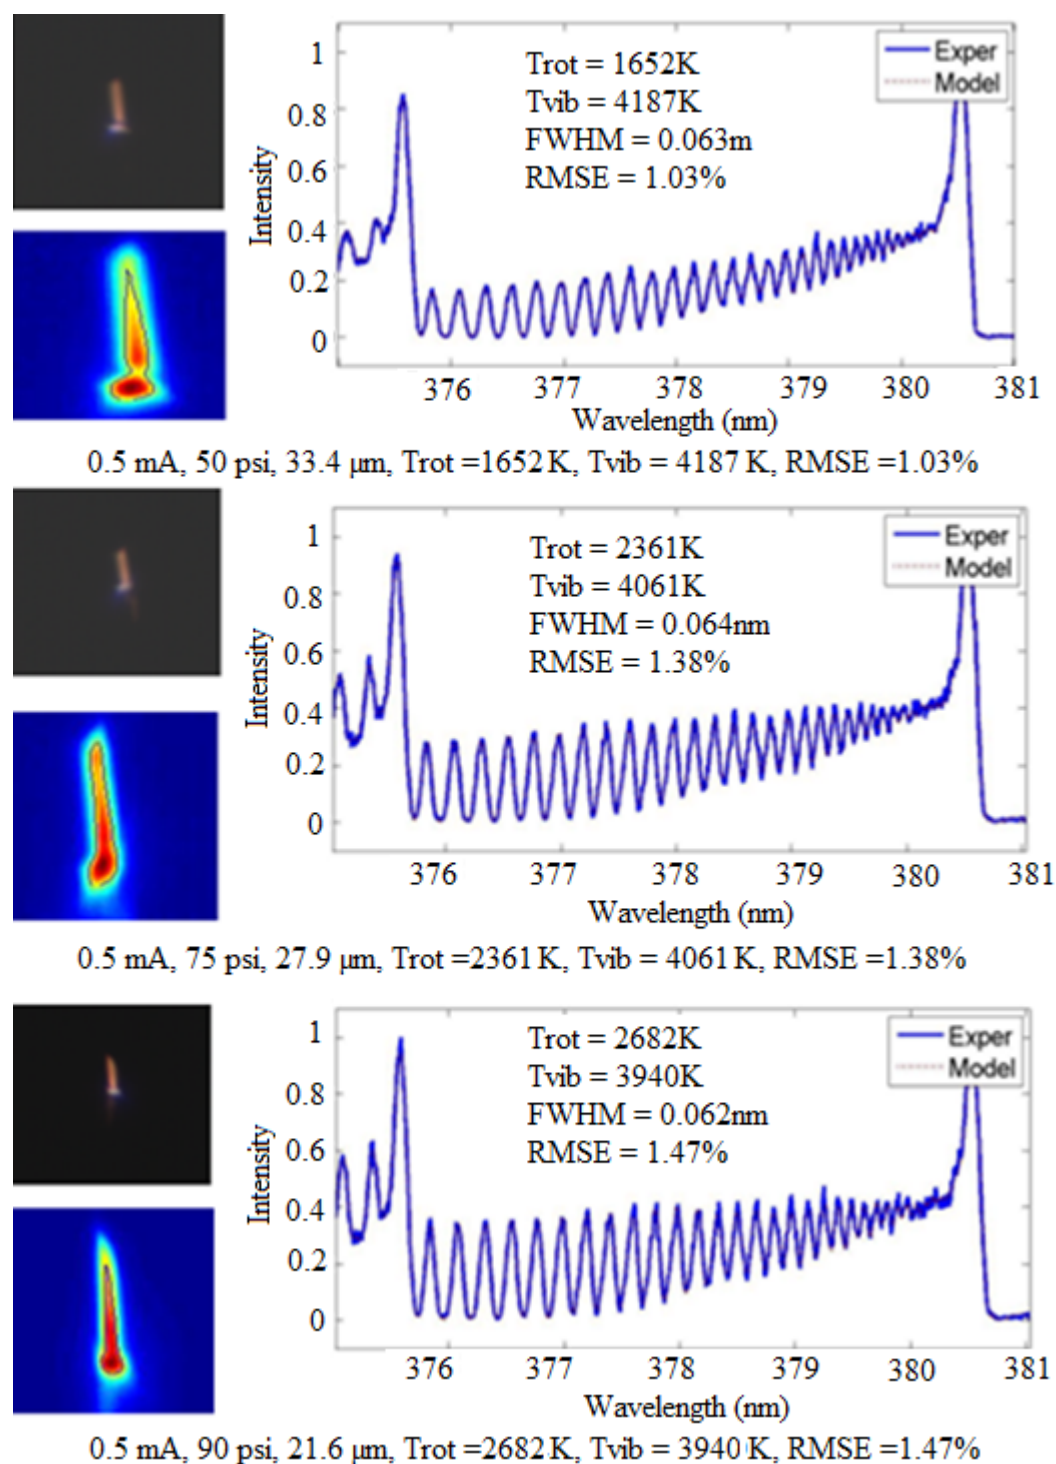 1
0.8
0.6
0.4
0.2
0
Intensity
Trot = 1652K
Tvib = 4187K
FWHM = 0.063m
RMSE = 1.03%
Exper
Model
376 377 378 379 380 381
Wavelength (nm)
0.5 mA, 50 psi, 33.4 μm, Trot =1652 K, Tvib = 4187 K, RMSE =1.03%
1
0.8
0.6
0.4
0.2
0
Intensity
Trot = 2361K
Tvib = 4061K
FWHM = 0.064nm
RMSE = 1.38%
Exper
Model
376 377 378 379 380 381
Wavelength (nm)
0.5 mA, 75 psi, 27.9 μm, Trot =2361 K, Tvib = 4061 K, RMSE =1.38%
1
0.8
0.6
0.4
0.2
0
Intensity
Trot = 2682K
Tvib = 3940K
FWHM = 0.062nm
RMSE = 1.47%
Exper
Model
376 377 378 379 380 381
Wavelength (nm)
0.5 mA, 90 psi, 21.6 μm, Trot =2682 K, Tvib = 3940 K, RMSE =1.47%